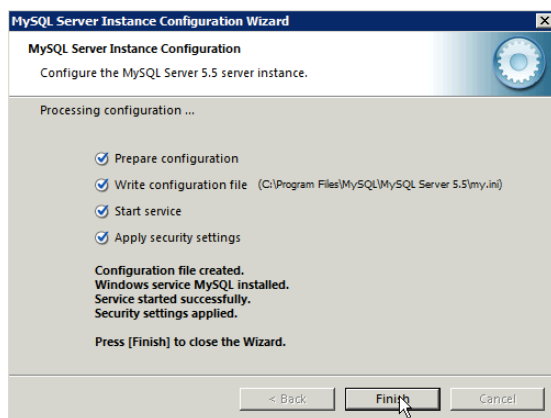 MySQL Server Instance Configuration Wizard
MySQL Server Instance Configuration
Configure the MySQL Server 5.5 server instance.
Processing configuration ...
Prepare configuration
Write configuration file (C:\Program Files\MySQL\MySQL Server 5.5\my.ini)
Start service
Apply security settings
Configuration file created.
Windows service MySQL installed.
Service started successfully.
Security settings applied.
Press [Finish] to close the Wizard.
< Back Finish Cancel